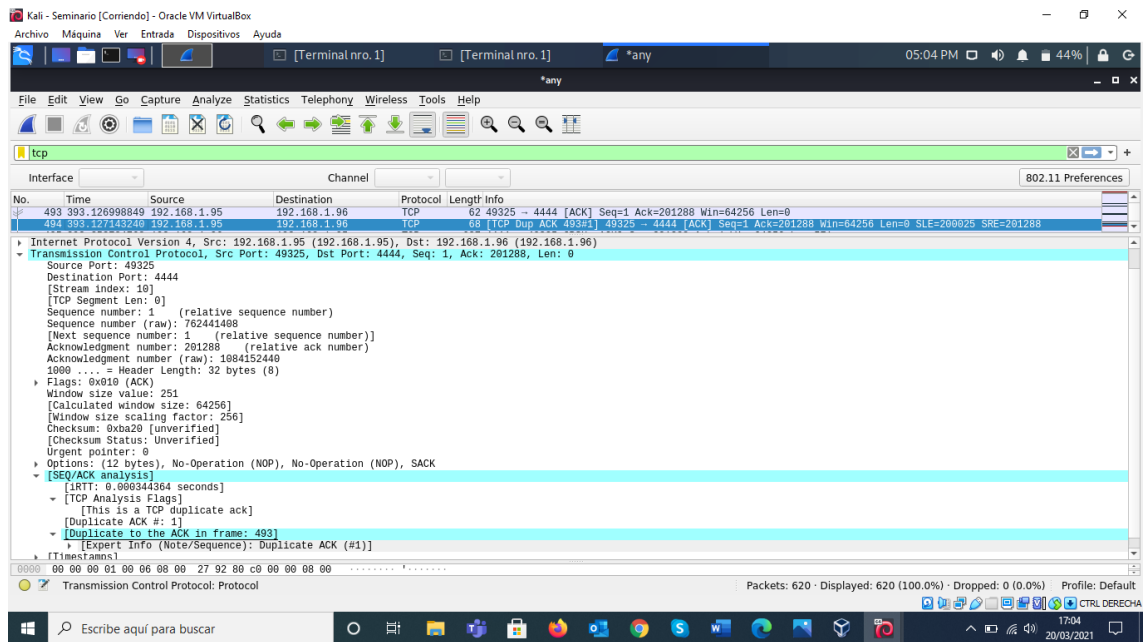 Kali - Seminario [Corriendo] - Oracle VM VirtualBox
Archivo Máquina Ver Entrada Dispositivos Ayuda
[Terminal nro. 1] [Terminal nro. 1] *any 05:04 PM 44%
*any
File Edit View Go Capture Analyze Statistics Telephony Wireless Tools Help
tcp
Interface Channel 802.11 Preferences
No. Time Source Destination Protocol Length Info
493 393.126998849 192.168.1.95 192.168.1.96 TCP 62 49325 → 4444 [ACK] Seq=1 Ack=201288 Win=64256 Len=0
494 393.127143240 192.168.1.95 192.168.1.96 TCP 68 [TCP Dup ACK 493#1] 49325 → 4444 [ACK] Seq=1 Ack=201288 Win=64256 Len=0 SLE=200025 SRE=201288
Internet Protocol Version 4, Src: 192.168.1.95 (192.168.1.95), Dst: 192.168.1.96 (192.168.1.96)
Transmission Control Protocol, Src Port: 49325, Dst Port: 4444, Seq: 1, Ack: 201288, Len: 0
Source Port: 49325
Destination Port: 4444
[Stream index: 10]
[TCP Segment Len: 0]
Sequence number: 1 (relative sequence number)
Sequence number (raw): 762441408
[Next sequence number: 1 (relative sequence number)]
Acknowledgment number: 201288 (relative ack number)
Acknowledgment number (raw): 1084152440
1000 .... = Header Length: 32 bytes (8)
Flags: 0x010 (ACK)
Window size value: 251
[Calculated window size: 64256]
[Window size scaling factor: 256]
Checksum: 0xba20 [unverified]
[Checksum Status: Unverified]
Urgent pointer: 0
Options: (12 bytes), No-Operation (NOP), No-Operation (NOP), SACK
[SEQ/ACK analysis]
[iRTT: 0.000344364 seconds]
[TCP Analysis Flags]
[This is a TCP duplicate ack]
[Duplicate ACK #: 1]
[Duplicate to the ACK in frame: 493]
[Expert Info (Note/Sequence): Duplicate ACK (#1)]
[Timestamps]
0000 00 00 00 01 00 06 08 00 27 92 80 c0 00 00 08 00 ········ '·······
Transmission Control Protocol: Protocol Packets: 620 · Displayed: 620 (100.0%) · Dropped: 0 (0.0%) Profile: Default
CTRL DERECHA
Escribe aquí para buscar 17:04
20/03/2021